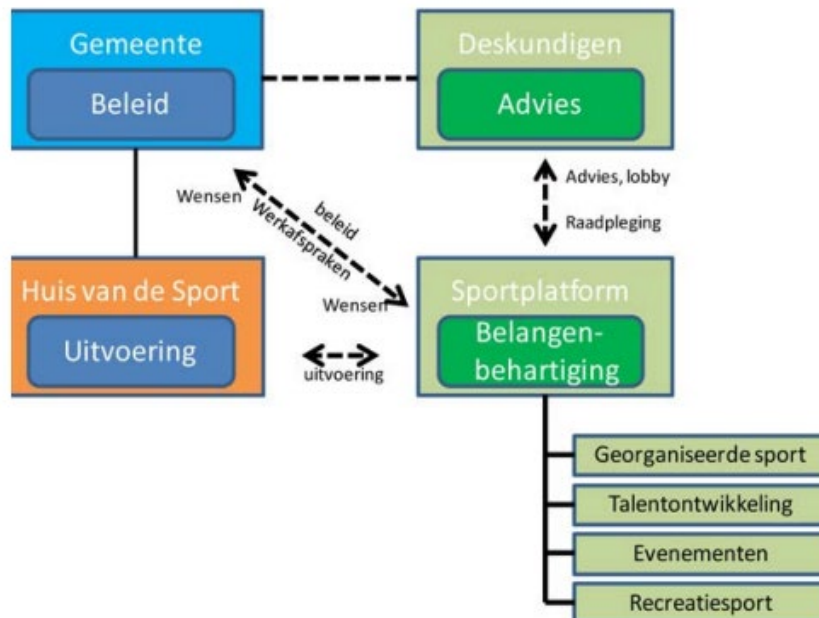 Gemeente
Beleid
Deskundigen
Advies
Wensen
beleid
Werkafspraken
Wensen
Advies, lobby
Raadpleging
Huis van de Sport
Uitvoering
uitvoering
Sportplatform
Belangen-
behartiging
Georganiseerde sport
Talentontwikkeling
Evenementen
Recreatiesport